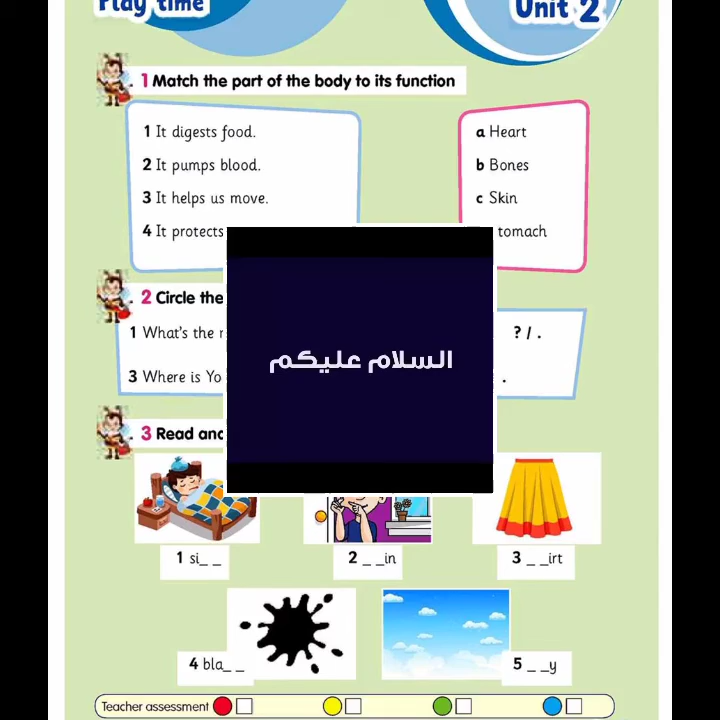 Play time
Unit 2
1 Match the part of the body to its function
1 It digests food.
2 It pumps blood.
3 It helps us move.
4 It protects
a Heart
b Bones
c Skin
tomach
2 Circle the
1 What's the
? / .
3 Where is Yo
.
السلام عليكم
3 Read and
1 si_ _
2 _ _in
3 _ _irt
4 bla_ _
5 _ _y
Teacher assessment